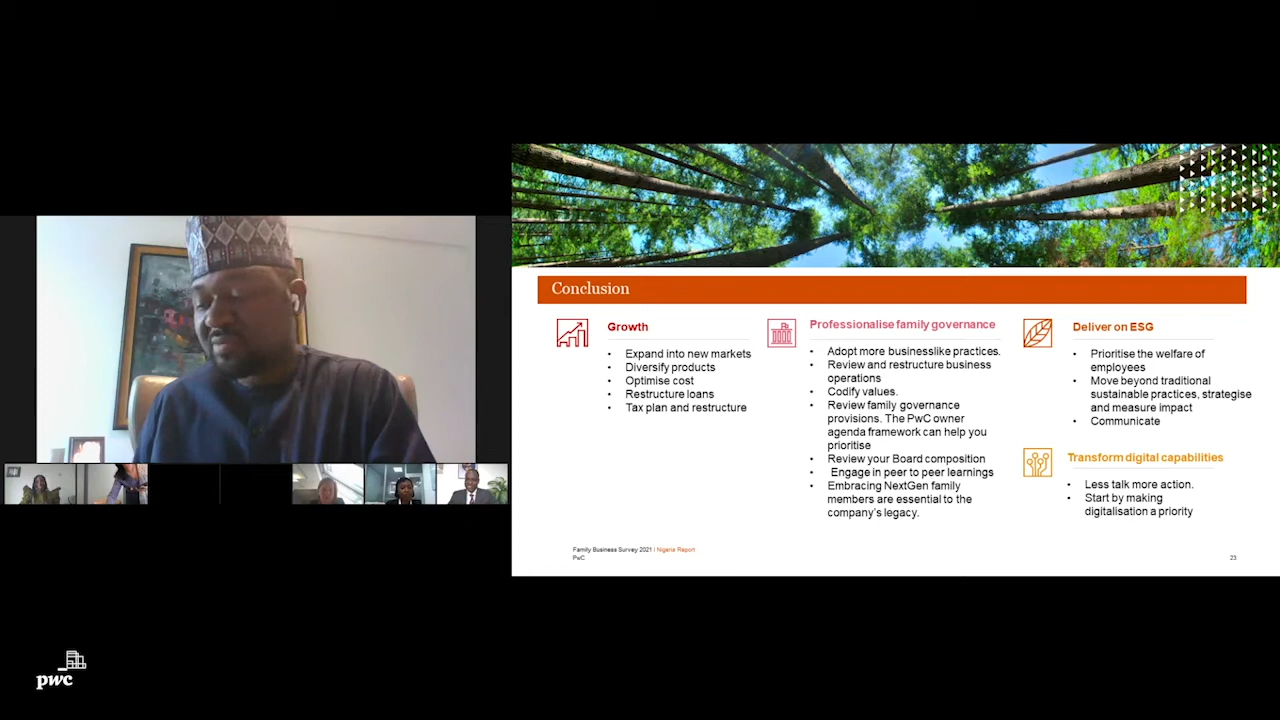 Conclusion
Growth
• Expand into new markets
• Diversify products
• Optimise cost
• Restructure loans
• Tax plan and restructure
Professionalise family governance
• Adopt more businesslike practices.
• Review and restructure business
operations
• Codify values.
• Review family governance
provisions. The PwC owner
agenda framework can help you
prioritise
• Review your Board composition
• Engage in peer to peer learnings
• Embracing NextGen family
members are essential to the
company's legacy.
Deliver on ESG
• Prioritise the welfare of
employees
• Move beyond traditional
sustainable practices, strategise
and measure impact
• Communicate
Transform digital capabilities
• Less talk more action.
• Start by making
digitalisation a priority
Family Business Survey 2021 | Nigeria Report
PwC
23
pwc